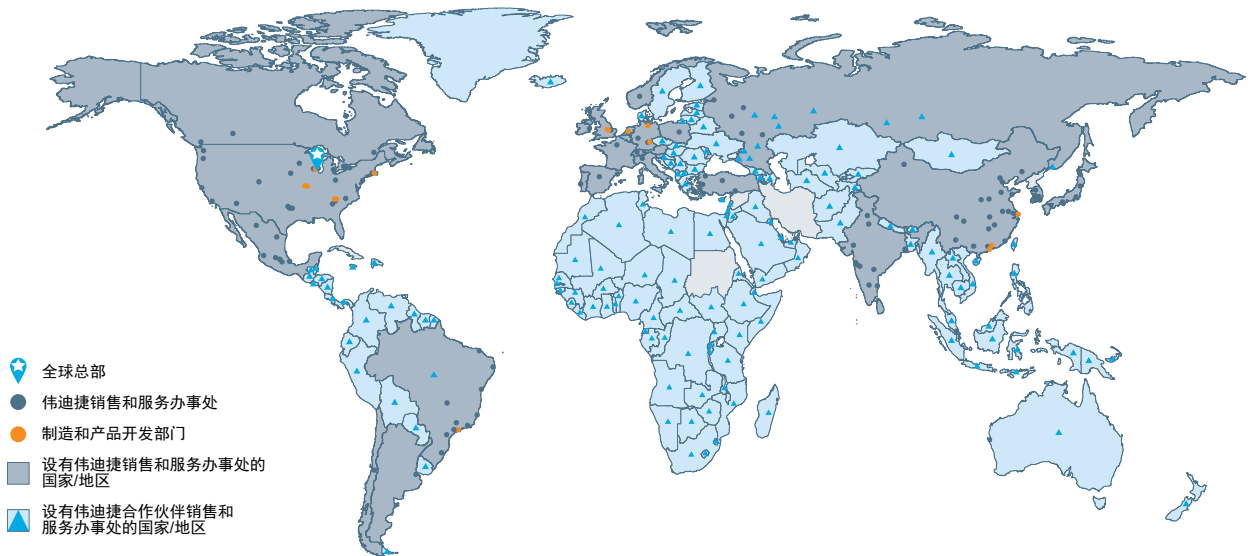 全球总部
伟迪捷销售和服务办事处
制造和产品开发部门
设有伟迪捷销售和服务办事处的
国家/地区
设有伟迪捷合作伙伴销售和
服务办事处的国家/地区